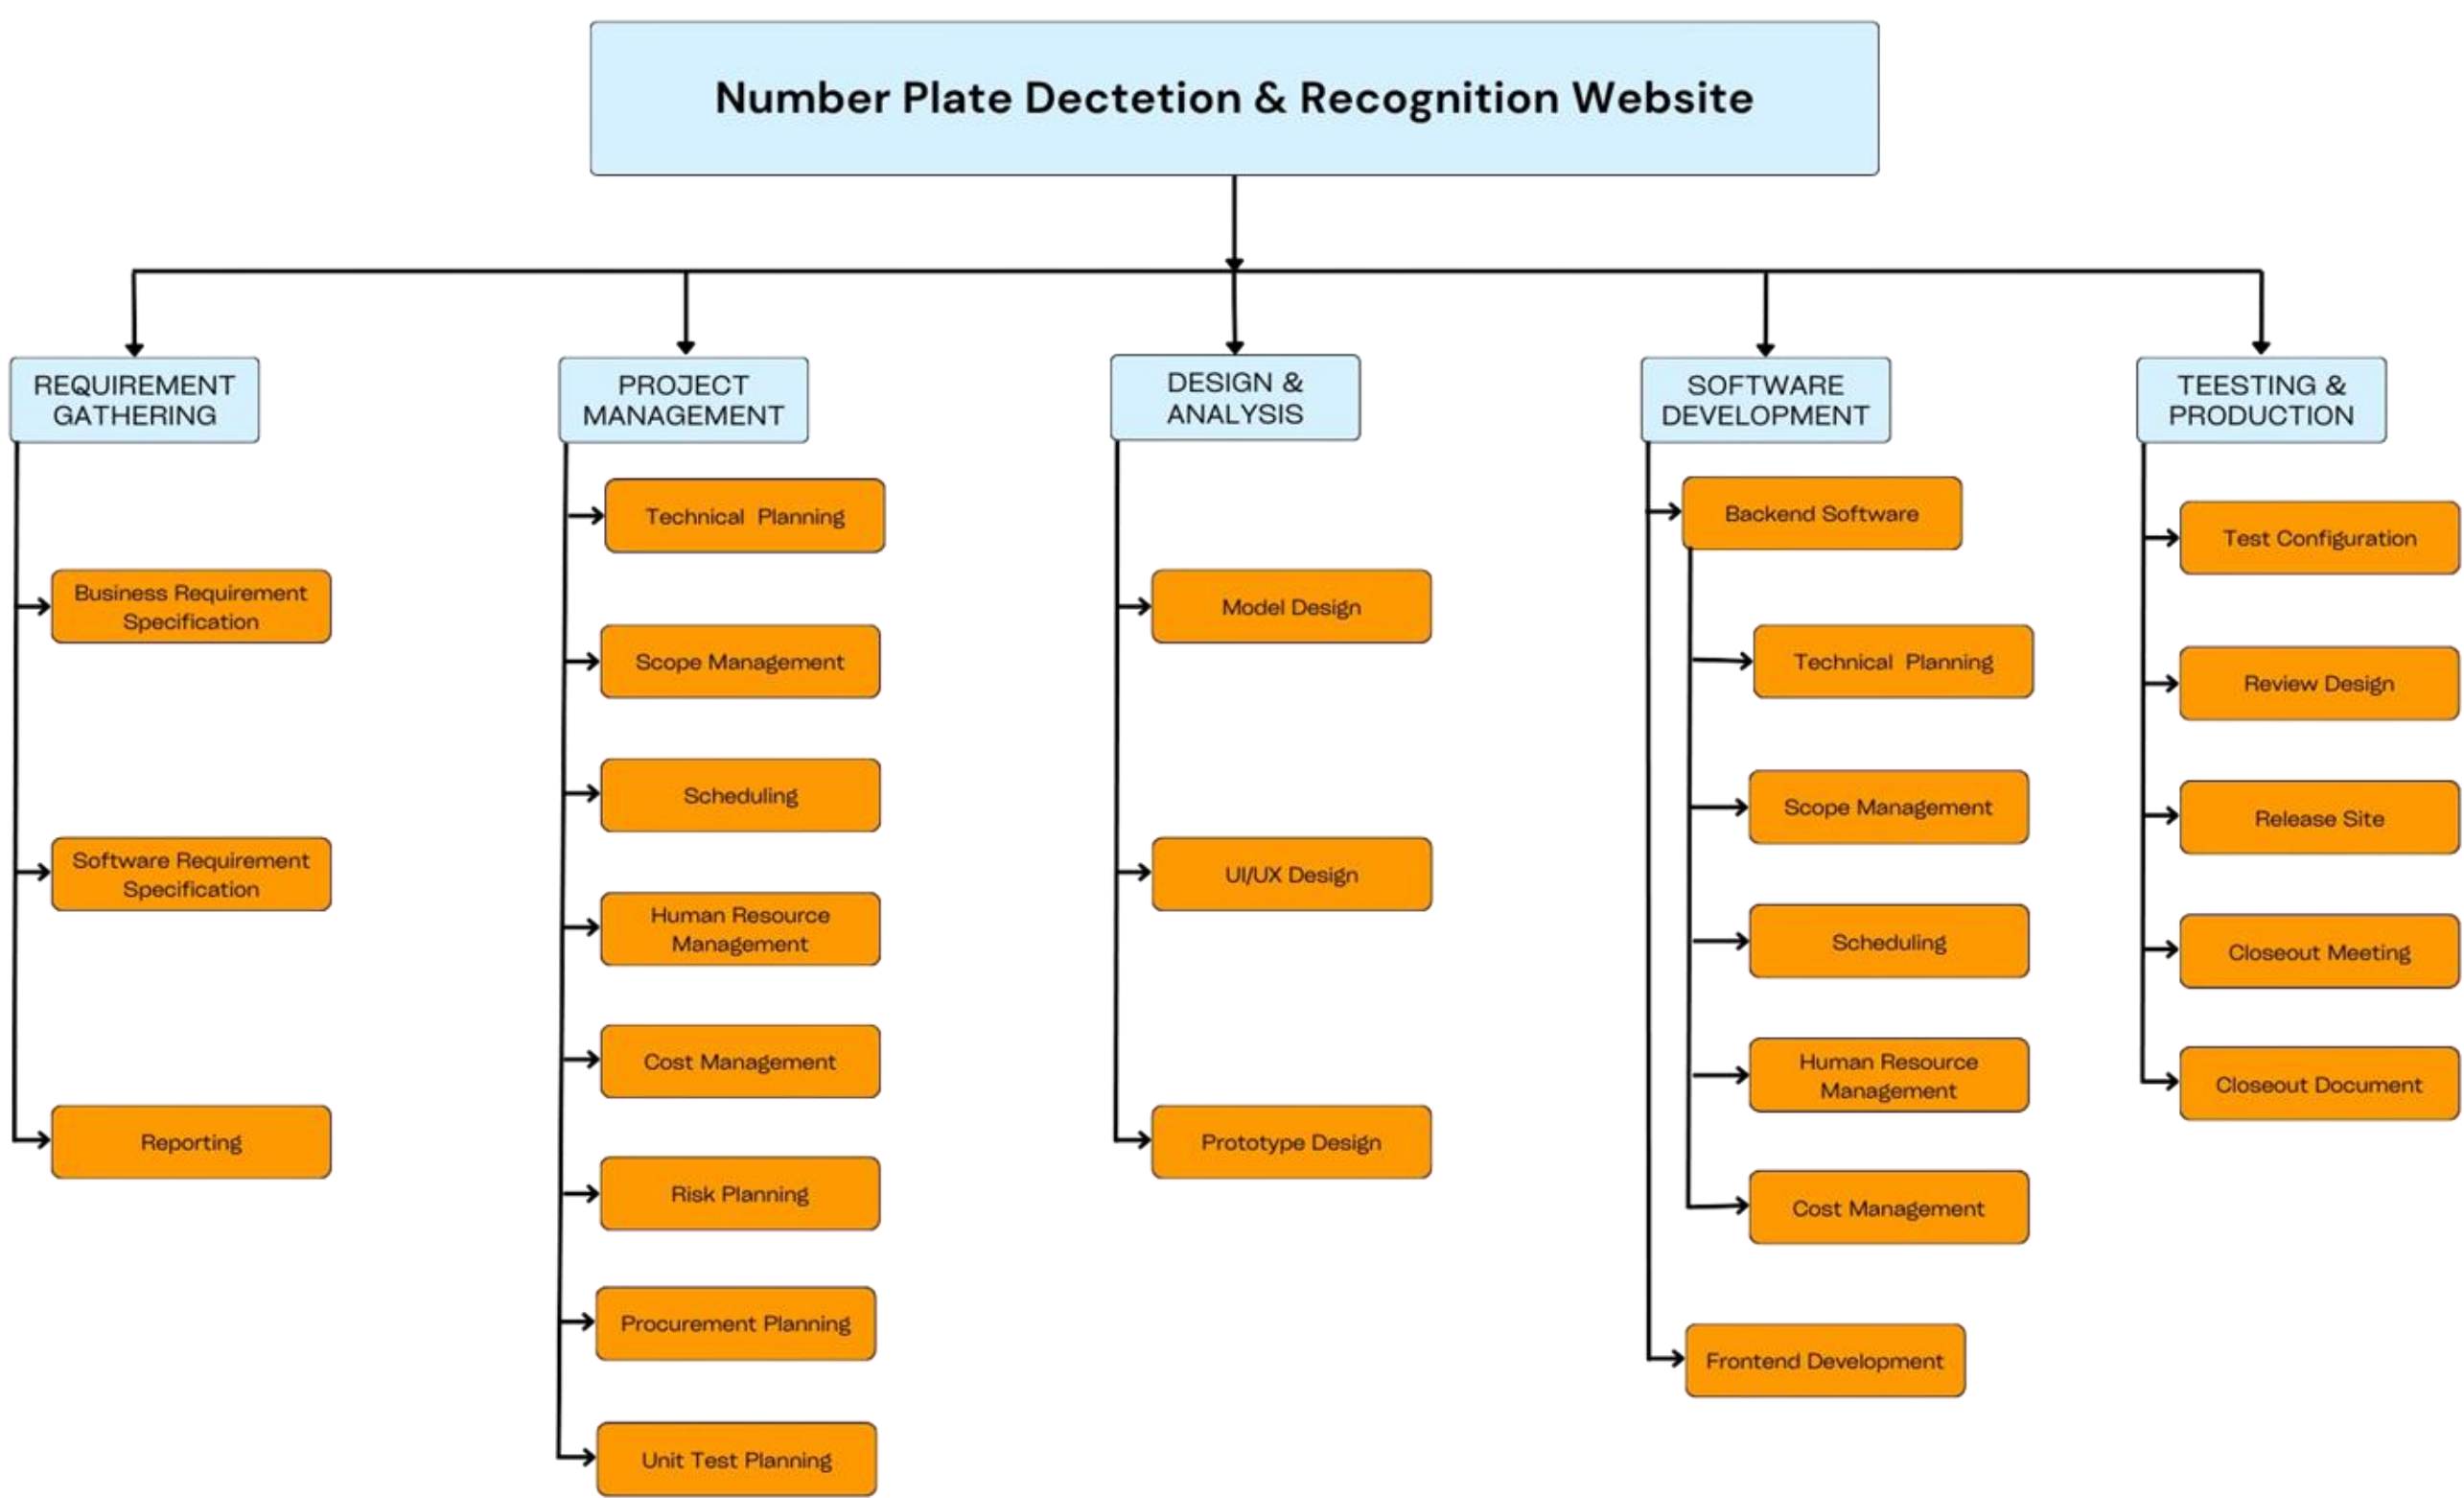 Number Plate Dectetion & Recognition Website
REQUIREMENT
GATHERING
Business Requirement
Specification
Software Requirement
Specification
Reporting
PROJECT
MANAGEMENT
Technical Planning
Scope Management
Scheduling
Human Resource
Management
Cost Management
Risk Planning
Procurement Planning
Unit Test Planning
DESIGN &
ANALYSIS
Model Design
UI/UX Design
Prototype Design
SOFTWARE
DEVELOPMENT
Backend Software
Technical Planning
Scope Management
Scheduling
Human Resource
Management
Cost Management
Frontend Development
TEESTING &
PRODUCTION
Test Configuration
Review Design
Release Site
Closeout Meeting
Closeout Document